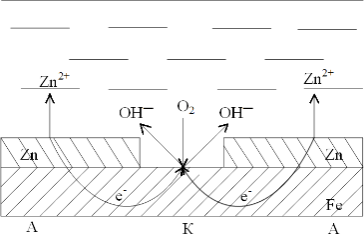 Zn²⁺ Zn²⁺
OH⁻ O₂ OH⁻
Zn Zn
e⁻ e⁻ Fe
А К А